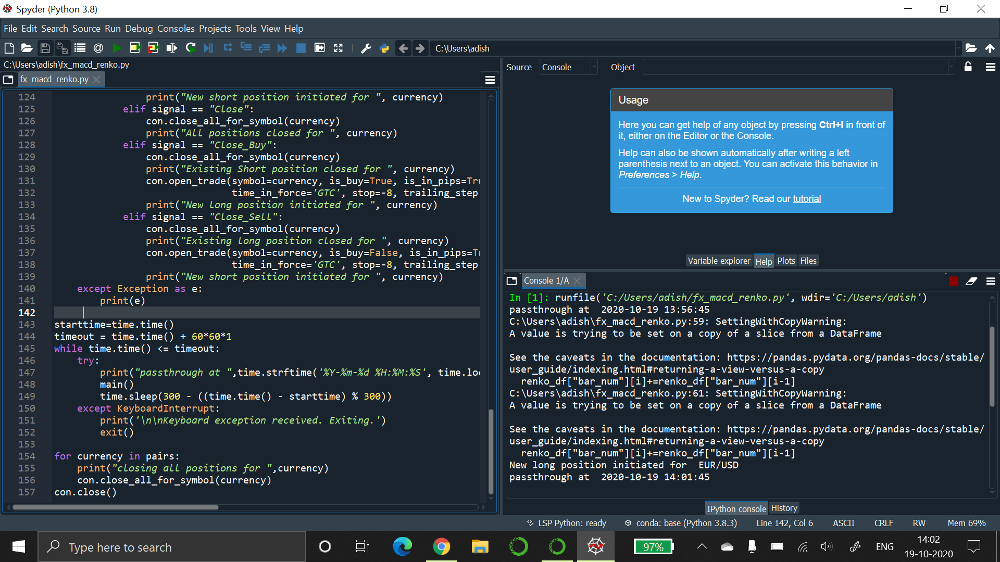 Spyder (Python 3.8)
File Edit Search Source Run Debug Consoles Projects Tools View Help
C:\Users\adish
C:\Users\adish\fx_macd_renko.py
fx_macd_renko.py
124 print("New short position initiated for ", currency)
125 elif signal == "Close":
126 con.close_all_for_symbol(currency)
127 print("All positions closed for ", currency)
128 elif signal == "Close_Buy":
129 con.close_all_for_symbol(currency)
130 print("Existing Short position closed for ", currency)
131 con.open_trade(symbol=currency, is_buy=True, is_in_pips=Tru
132 time_in_force='GTC', stop=-8, trailing_step
133 print("New long position initiated for ", currency)
134 elif signal == "Close_Sell":
135 con.close_all_for_symbol(currency)
136 print("Existing long position closed for ", currency)
137 con.open_trade(symbol=currency, is_buy=False, is_in_pips=Tr
138 time_in_force='GTC', stop=-8, trailing_step
139 print("New short position initiated for ", currency)
140 except Exception as e:
141 print(e)
142
143 starttime=time.time()
144 timeout = time.time() + 60*60*1
145 while time.time() <= timeout:
146 try:
147 print("passthrough at ",time.strftime('%Y-%m-%d %H:%M:%S', time.loc
148 main()
149 time.sleep(300 - ((time.time() - starttime) % 300))
150 except KeyboardInterrupt:
151 print('\n\nKeyboard exception received. Exiting.')
152 exit()
153
154 for currency in pairs:
155 print("closing all positions for ",currency)
156 con.close_all_for_symbol(currency)
157 con.close()
Source Console Object
Usage
Here you can get help of any object by pressing Ctrl+I in front of
it, either on the Editor or the Console.
Help can also be shown automatically after writing a left
parenthesis next to an object. You can activate this behavior in
Preferences > Help.
New to Spyder? Read our tutorial
Variable explorer Help Plots Files
Console 1/A
In [1]: runfile('C:/Users/adish/fx_macd_renko.py', wdir='C:/Users/adish')
passthrough at  2020-10-19 13:56:45
C:\Users\adish\fx_macd_renko.py:59: SettingWithCopyWarning:
A value is trying to be set on a copy of a slice from a DataFrame
See the caveats in the documentation: https://pandas.pydata.org/pandas-docs/stable/
user_guide/indexing.html#returning-a-view-versus-a-copy
renko_df["bar_num"][i]+=renko_df["bar_num"][i-1]
C:\Users\adish\fx_macd_renko.py:61: SettingWithCopyWarning:
A value is trying to be set on a copy of a slice from a DataFrame
See the caveats in the documentation: https://pandas.pydata.org/pandas-docs/stable/
user_guide/indexing.html#returning-a-view-versus-a-copy
renko_df["bar_num"][i]+=renko_df["bar_num"][i-1]
New long position initiated for  EUR/USD
passthrough at  2020-10-19 14:01:45
IPython console History
LSP Python: ready conda: base (Python 3.8.3) Line 142, Col 6 ASCII CRLF RW Mem 69%
Type here to search
97%
ENG
14:02
19-10-2020